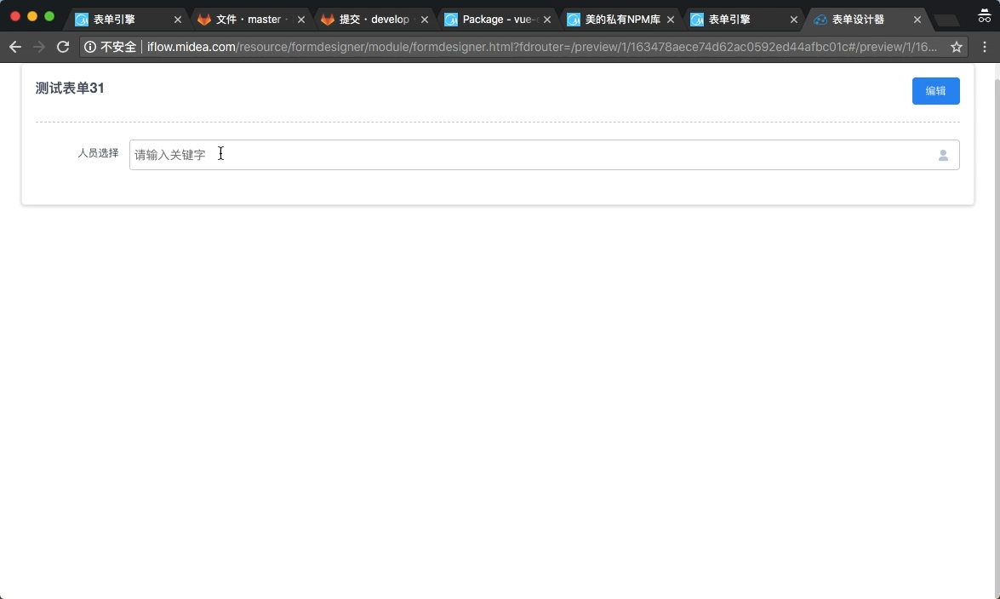 表单引擎
文件 · master ·
提交 · develop
Package - vue-
美的私有NPM库
表单引擎
表单设计器
不安全 iflow.midea.com/resource/formdesigner/module/formdesigner.html?fdrouter=/preview/1/163478aece74d62ac0592ed44afbc01c#/preview/1/16...
测试表单31
编辑
人员选择
请输入关键字